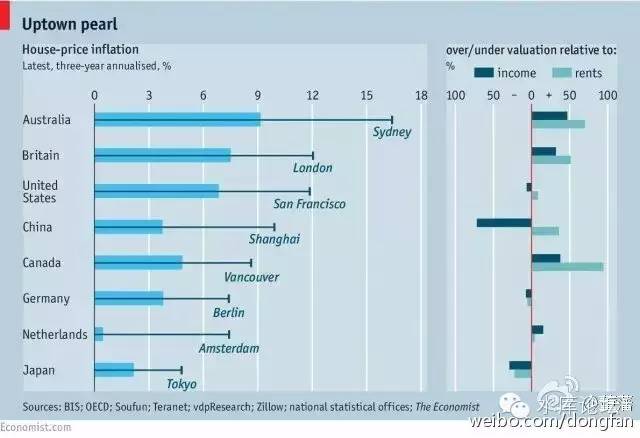 Uptown pearl
House-price inflation
Latest, three-year annualised, %
over/under valuation relative to:
%
income
rents
0 3 6 9 12 15 18
100 50 – 0 + 50 100
Australia
Sydney
Britain
London
United
States
San Francisco
China
Shanghai
Canada
Vancouver
Germany
Berlin
Netherlands
Amsterdam
Japan
Tokyo
Sources: BIS; OECD; Soufun; Teranet; vdpResearch; Zillow; national statistical offices; The Economist
Economist.com
水库论
weibo.com/dongfan